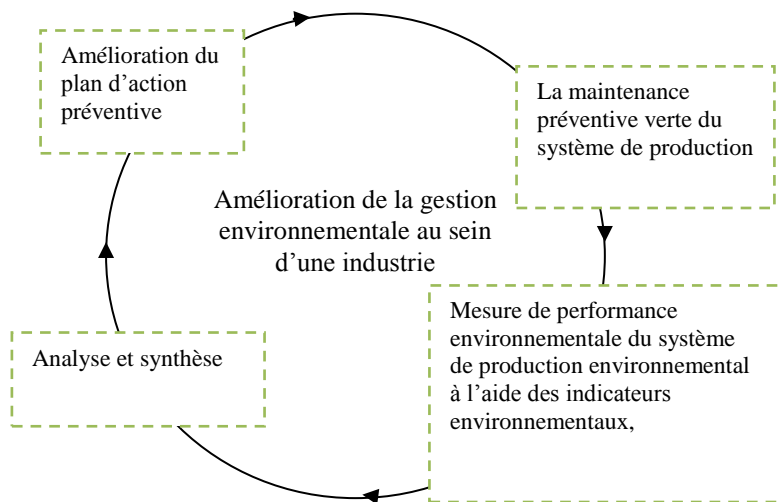 Amélioration du
plan d’action
préventive
La maintenance
préventive verte du
système de production
Amélioration de la gestion
environnementale au sein
d’une industrie
Mesure de performance
environnementale du système
de production environnemental
à l’aide des indicateurs
environnementaux,
Analyse et synthèse